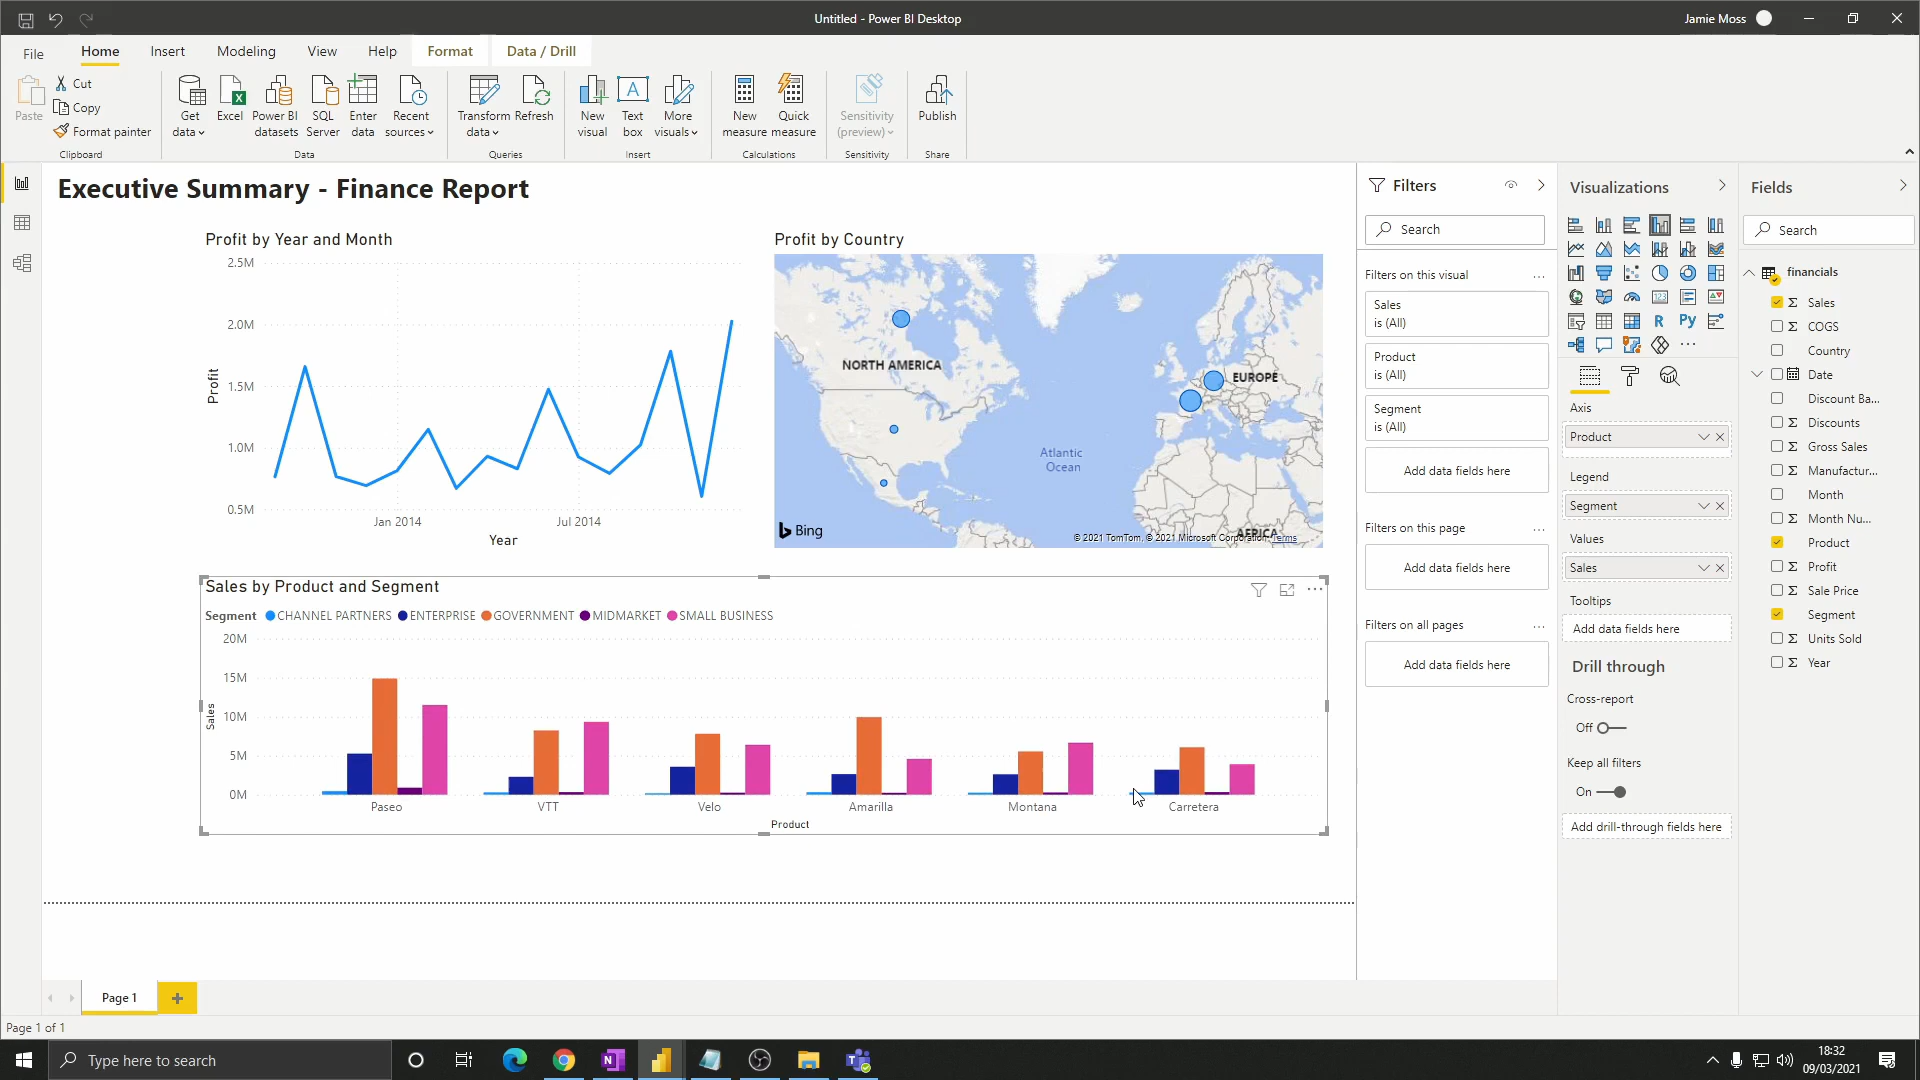 Untitled - Power BI Desktop
Jamie Moss
File
Home
Insert
Modeling
View
Help
Format
Data / Drill
Paste
Cut
Copy
Format painter
Clipboard
Get data
Excel
Power BI datasets
SQL Server
Enter data
Recent sources
Data
Transform data
Refresh
Queries
New visual
Text box
More visuals
Insert
New measure
Quick measure
Calculations
Sensitivity (preview)
Sensitivity
Publish
Share
Executive Summary - Finance Report
Profit by Year and Month
2.5M
2.0M
1.5M
1.0M
0.5M
Profit
Jan 2014
Jul 2014
Year
Profit by Country
NORTH AMERICA
EUROPE
Atlantic
Ocean
AFRICA
Bing
© 2021 TomTom, © 2021 Microsoft Corporation, Terms
Sales by Product and Segment
Segment CHANNEL PARTNERS ENTERPRISE GOVERNMENT MIDMARKET SMALL BUSINESS
20M
15M
10M
5M
0M
Sales
Paseo
VTT
Velo
Amarilla
Montana
Carretera
Product
Filters
Search
Filters on this visual
...
Sales
is (All)
Product
is (All)
Segment
is (All)
Add data fields here
Filters on this page
...
Add data fields here
Filters on all pages
...
Add data fields here
Visualizations
R
Py
...
123
Axis
Product
Legend
Segment
Values
Sales
Tooltips
Add data fields here
Drill through
Cross-report
Off
Keep all filters
On
Add drill-through fields here
Fields
Search
financials
Σ Sales
Σ COGS
Country
Date
Discount Ba...
Σ Discounts
Σ Gross Sales
Σ Manufactur...
Month
Σ Month Nu...
Product
Σ Profit
Σ Sale Price
Segment
Σ Units Sold
Σ Year
Page 1
Page 1 of 1
Type here to search
18:32
09/03/2021